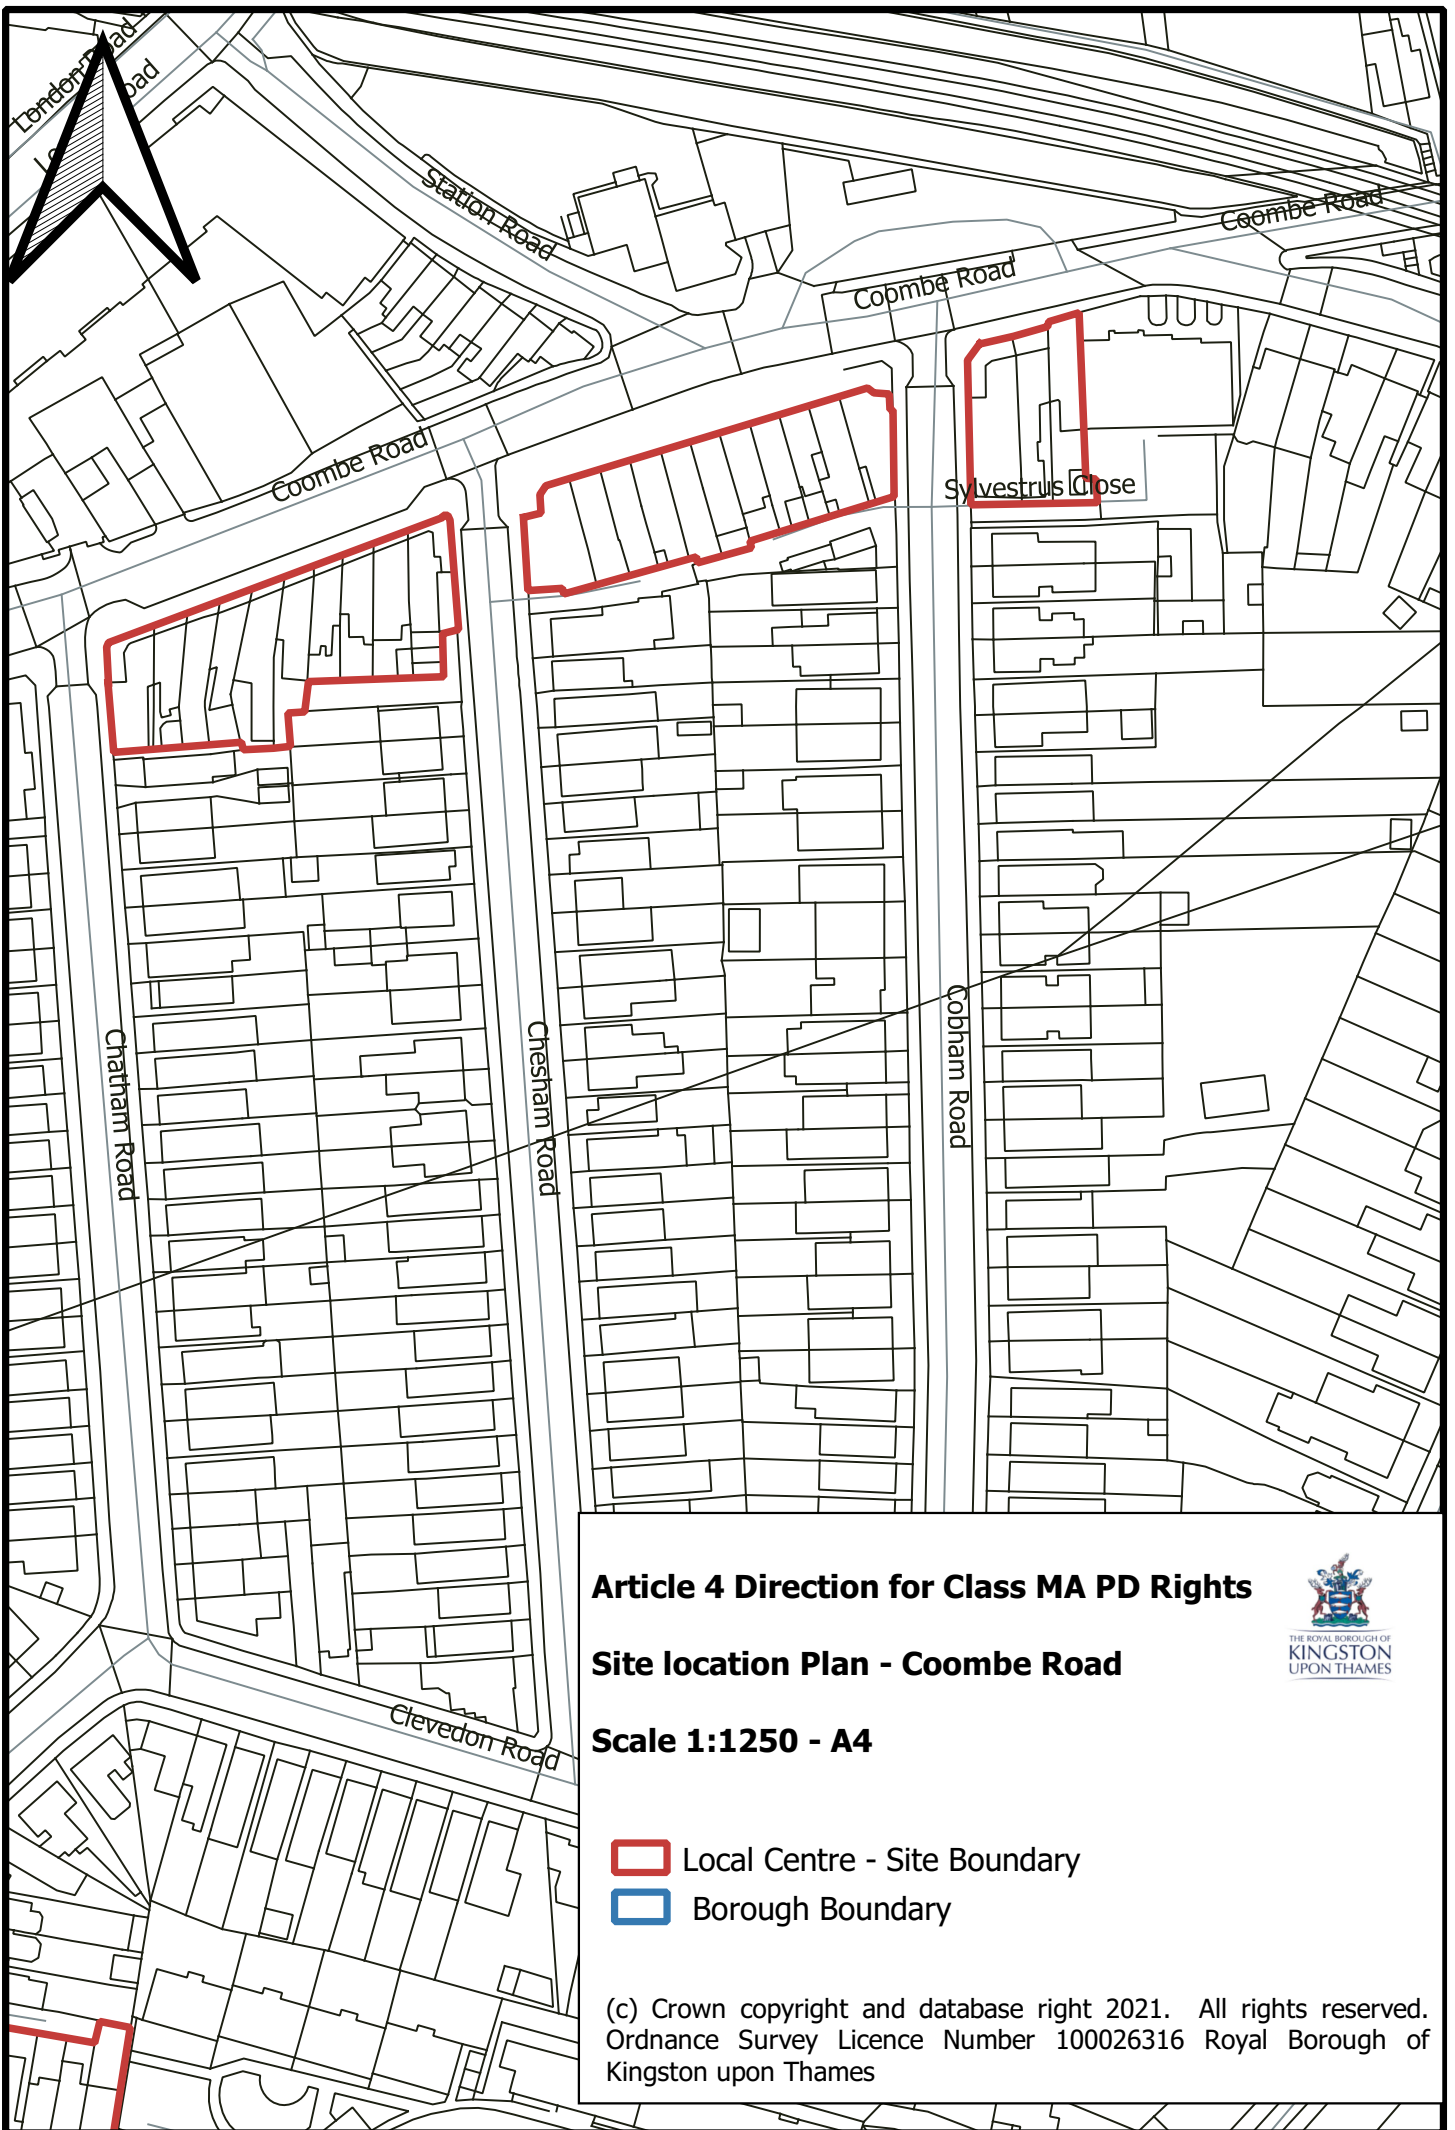 London Road
Road
Station Road
Coombe Road
Coombe Road
Coombe Road
Sylvestrus Close
Chatham Road
Chesham Road
Cobham Road
Clevedon Road
Article 4 Direction for Class MA PD Rights
THE ROYAL BOROUGH OF
KINGSTON
UPON THAMES
Site location Plan - Coombe Road
Scale 1:1250 - A4
Local Centre - Site Boundary
Borough Boundary
(c) Crown copyright and database right 2021. All rights reserved.
Ordnance Survey Licence Number 100026316 Royal Borough of
Kingston upon Thames